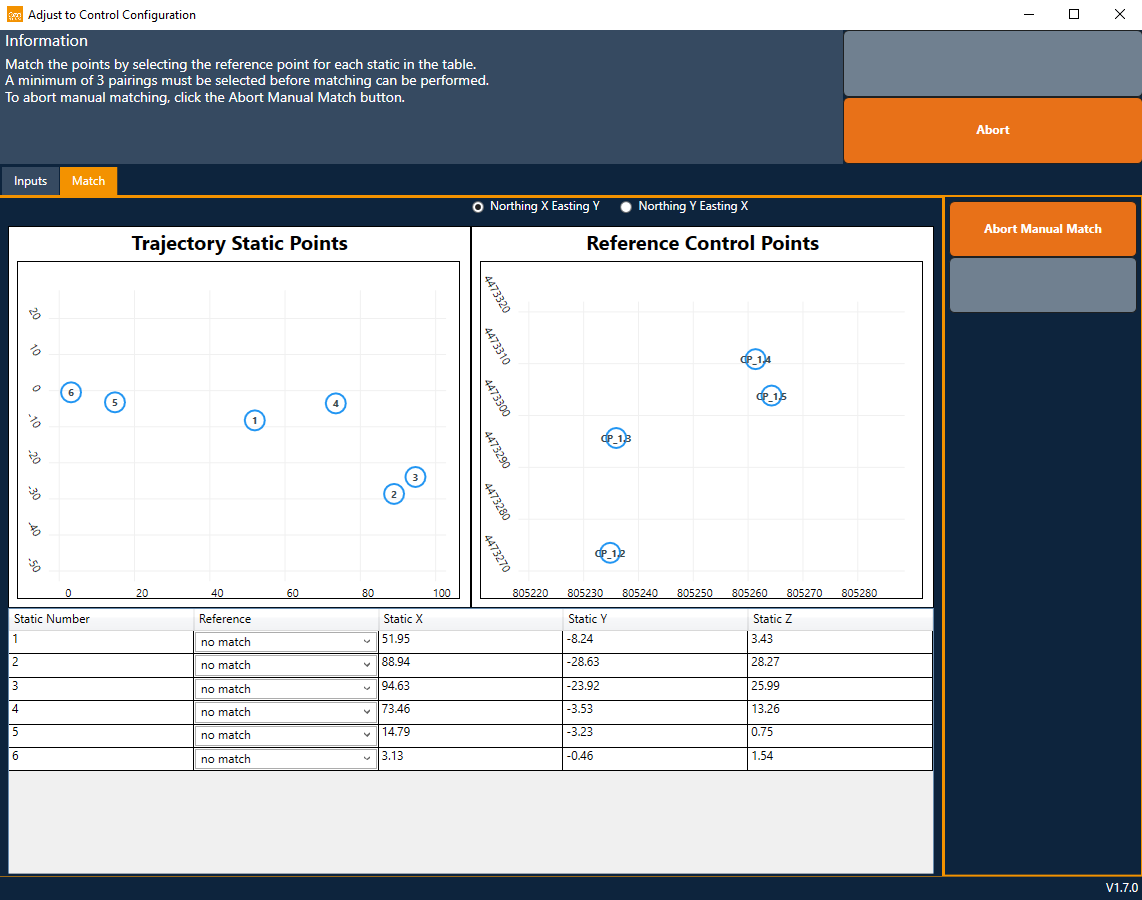 Adjust to Control Configuration
Information
Match the points by selecting the reference point for each static in the table.
A minimum of 3 pairings must be selected before matching can be performed.
To abort manual matching, click the Abort Manual Match button.
Abort
Inputs Match
Northing X Easting Y Northing Y Easting X
Abort Manual Match
Trajectory Static Points
20
10
0
-10
-20
-30
-40
-50
6
5
1
4
3
2
0 20 40 60 80 100
Reference Control Points
4473320
4473310
4473300
4473290
4473280
4473270
CP_1.4
CP_1.5
CP_1.3
CP_1.2
805220 805230 805240 805250 805260 805270 805280
Static Number Reference Static X Static Y Static Z
1 no match 51.95 -8.24 3.43
2 no match 88.94 -28.63 28.27
3 no match 94.63 -23.92 25.99
4 no match 73.46 -3.53 13.26
5 no match 14.79 -3.23 0.75
6 no match 3.13 -0.46 1.54
V1.7.0